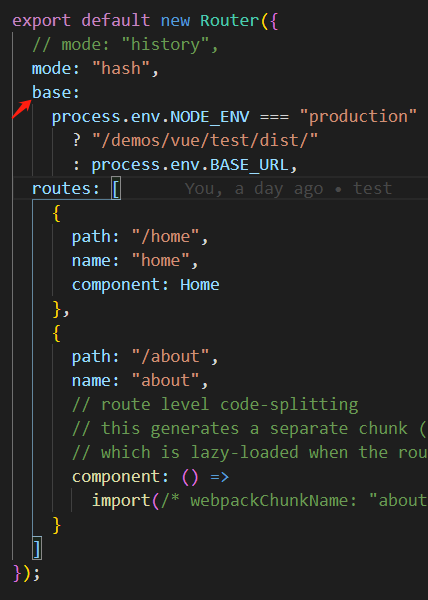 export default new Router({
// mode: "history",
mode: "hash",
base:
process.env.NODE_ENV === "production"
? "/demos/vue/test/dist/"
: process.env.BASE_URL,
routes: [ You, a day ago • test
{
path: "/home",
name: "home",
component: Home
},
{
path: "/about",
name: "about",
// route level code-splitting
// this generates a separate chunk (
// which is lazy-loaded when the rou
component: () =>
import(/* webpackChunkName: "about
}
]
});